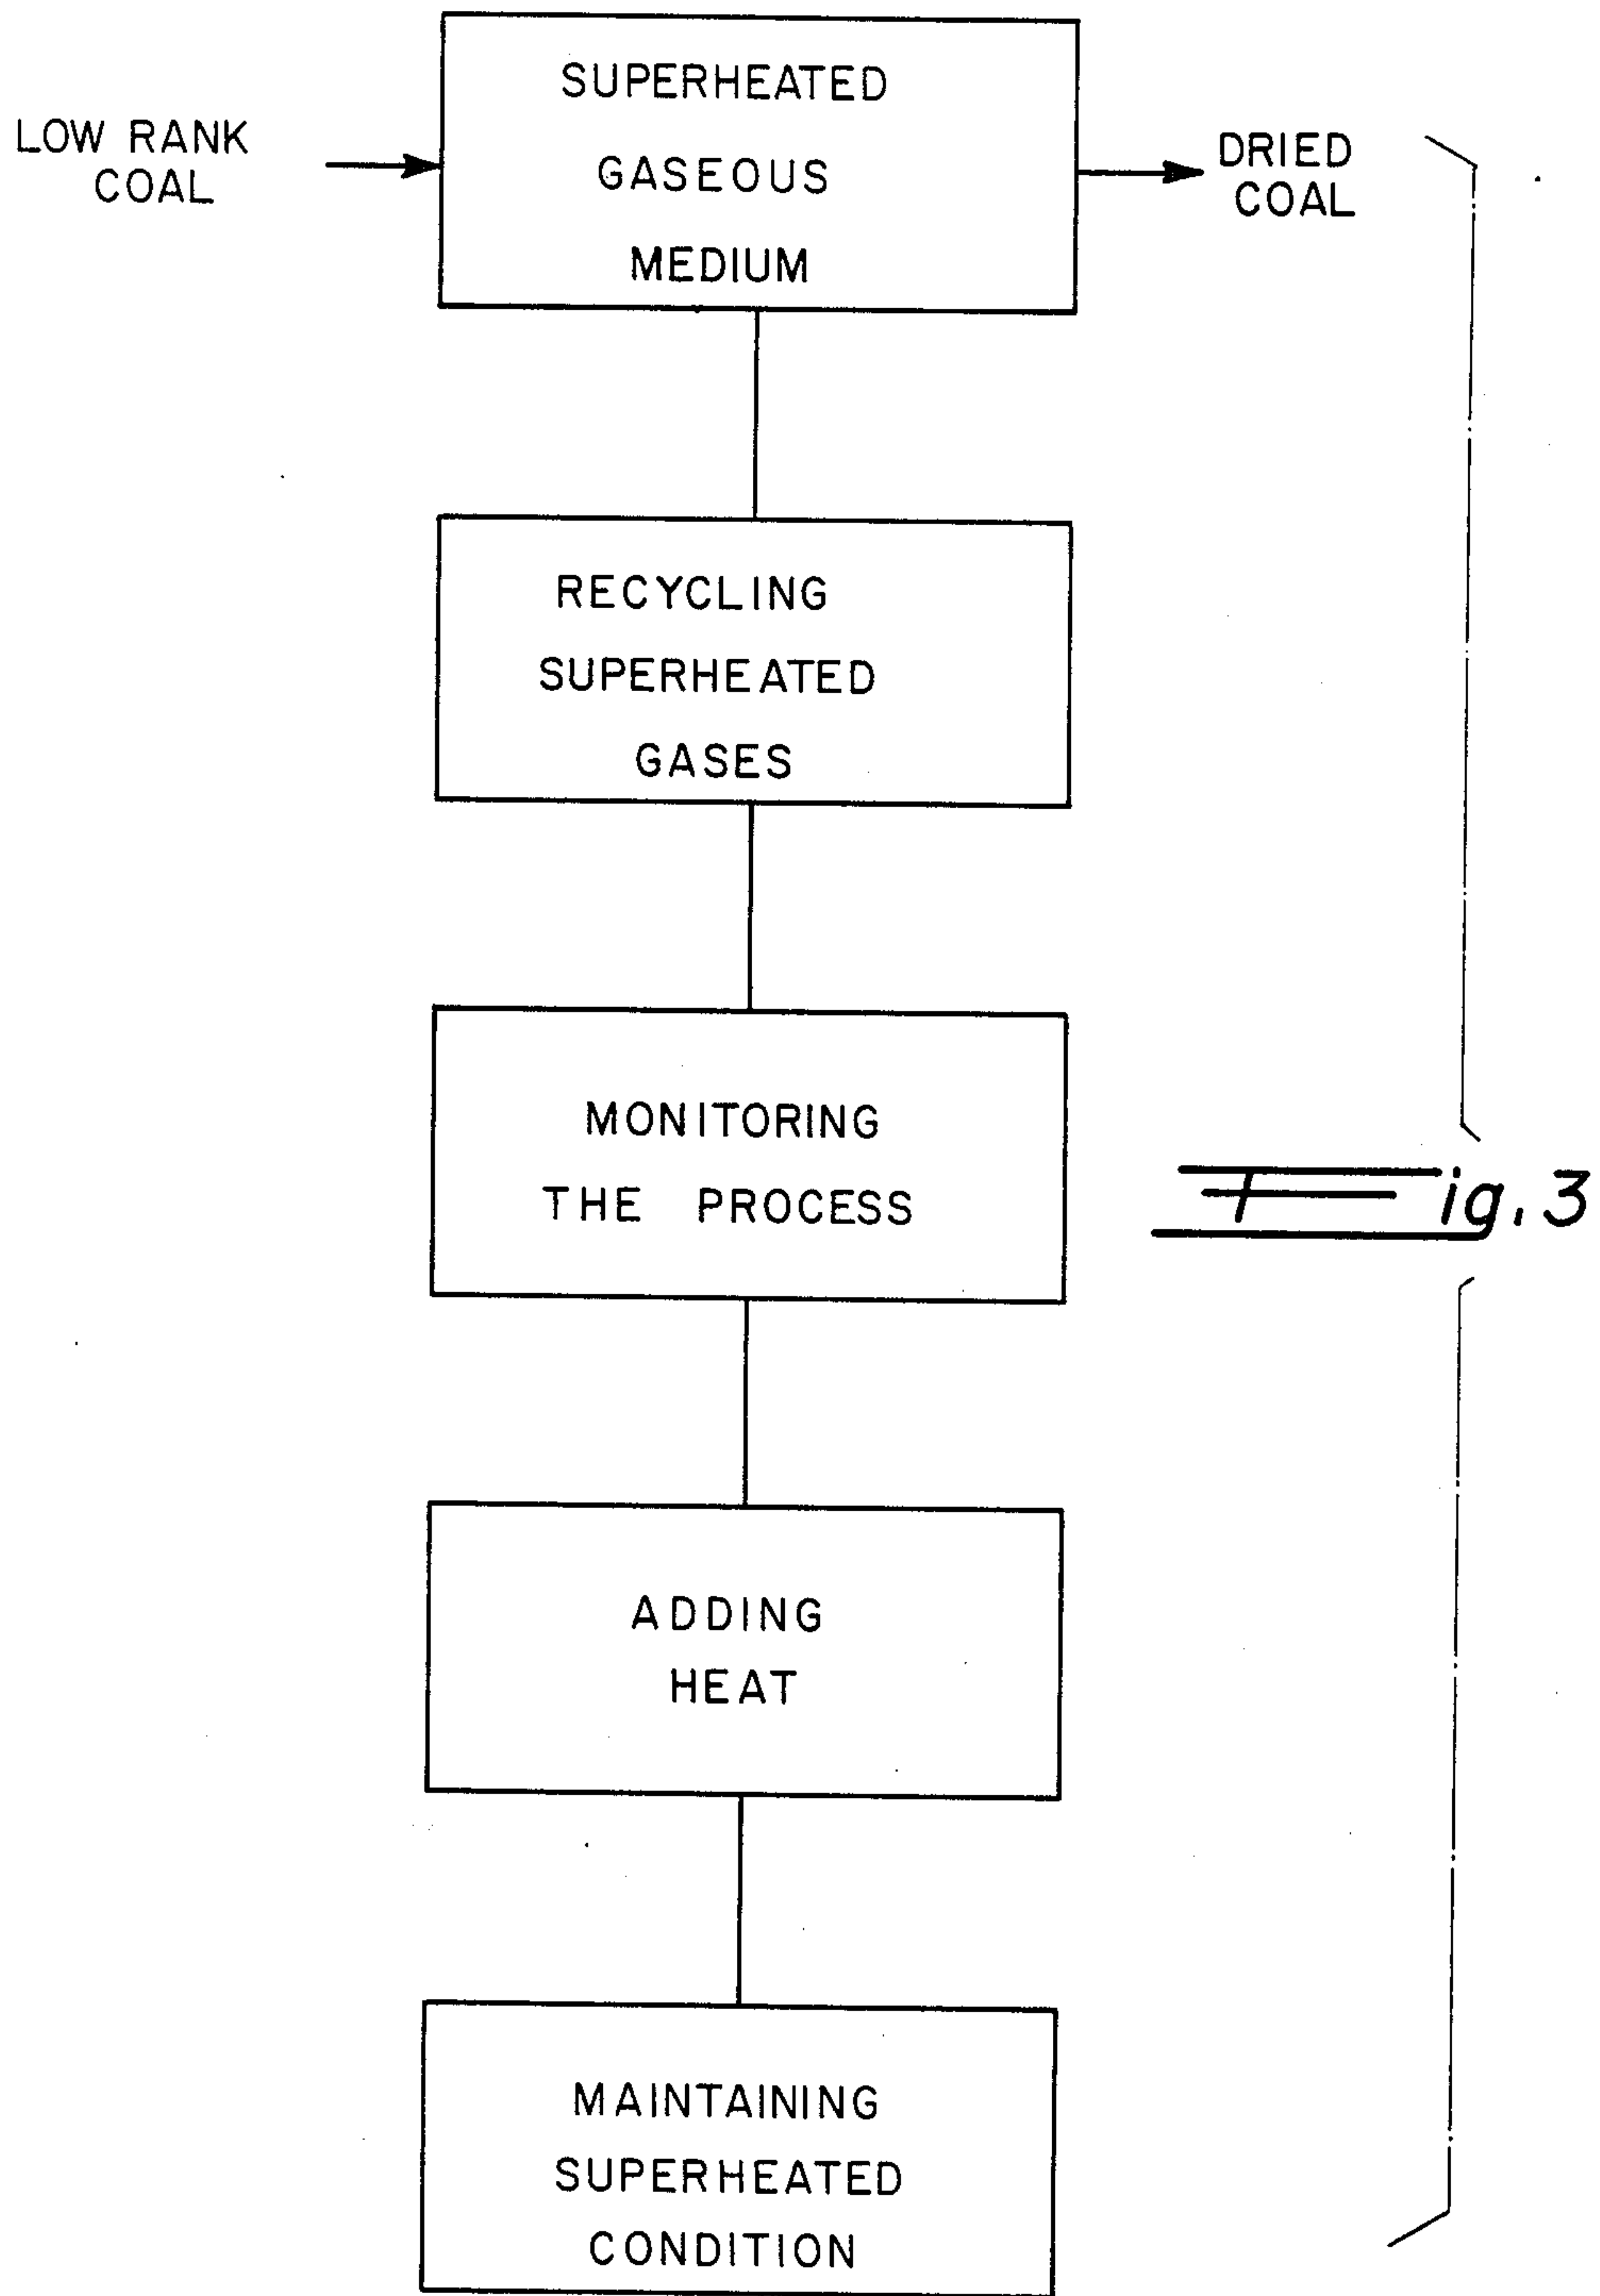 SUPERHEATED
GASEOUS
MEDIUM
LOW RANK
COAL
DRIED
COAL
RECYCLING
SUPERHEATED
GASES
MONITORING
THE PROCESS
Fig. 3
ADDING
HEAT
MAINTAINING
SUPERHEATED
CONDITION